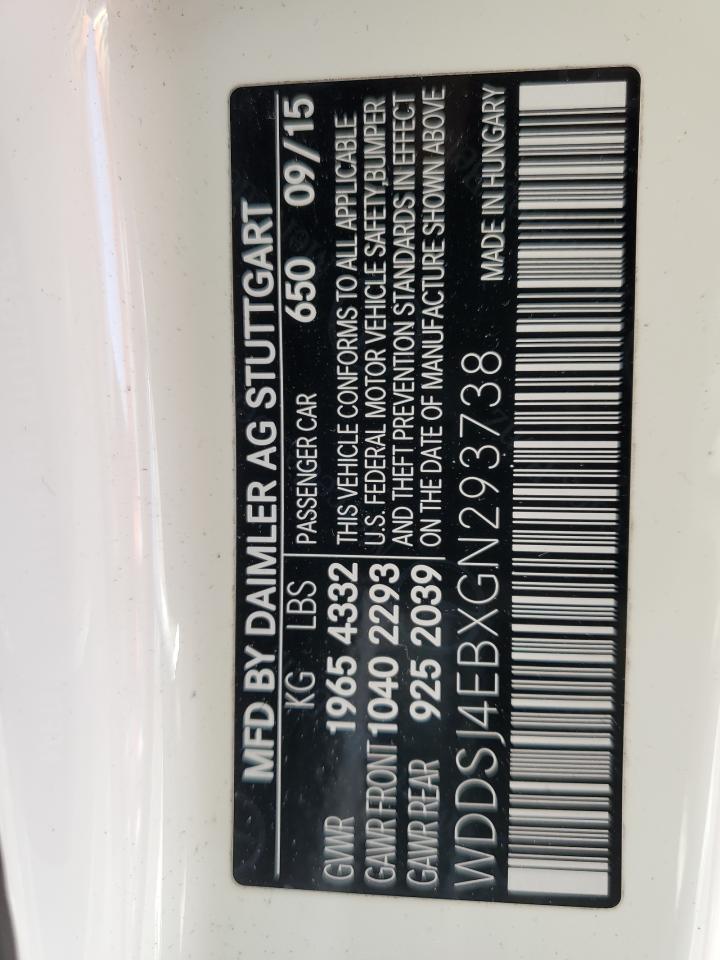 MFD BY DAIMLER AG STUTTGART
KG LBS
GVWR 1965 4332
GAWR FRONT 1040 2293
GAWR REAR 925 2039
PASSENGER CAR 650 09/15
THIS VEHICLE CONFORMS TO ALL APPLICABLE
U.S. FEDERAL MOTOR VEHICLE SAFETY,BUMPER
AND THEFT PREVENTION STANDARDS IN EFFECT
ON THE DATE OF MANUFACTURE SHOWN ABOVE
WDDSJ4EBXGN293738 MADE IN HUNGARY